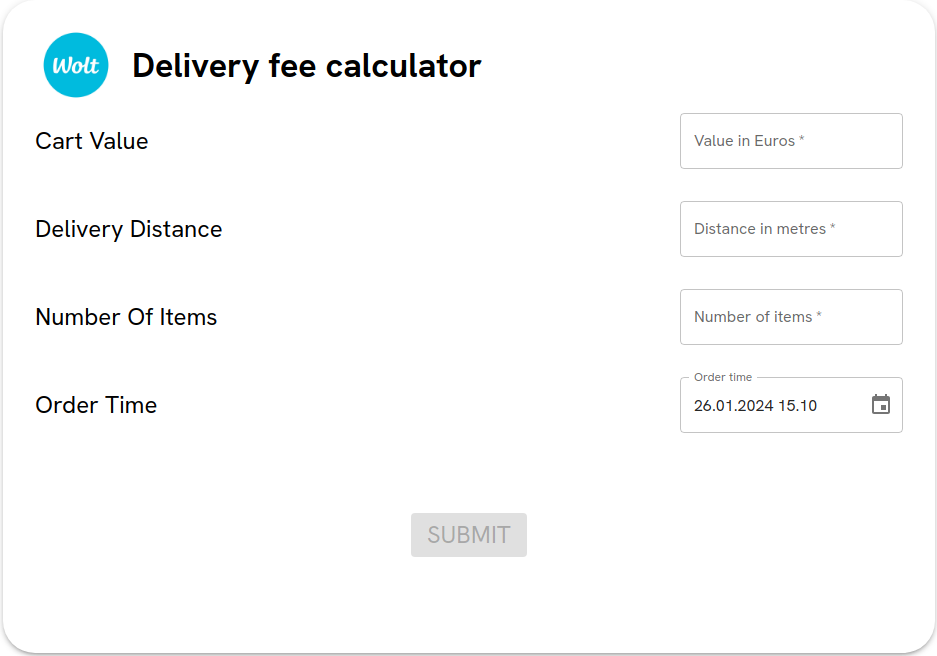 Wolt Delivery fee calculator
Cart Value Value in Euros *
Delivery Distance Distance in metres *
Number Of Items Number of items *
Order time
Order Time 26.01.2024 15.10
SUBMIT